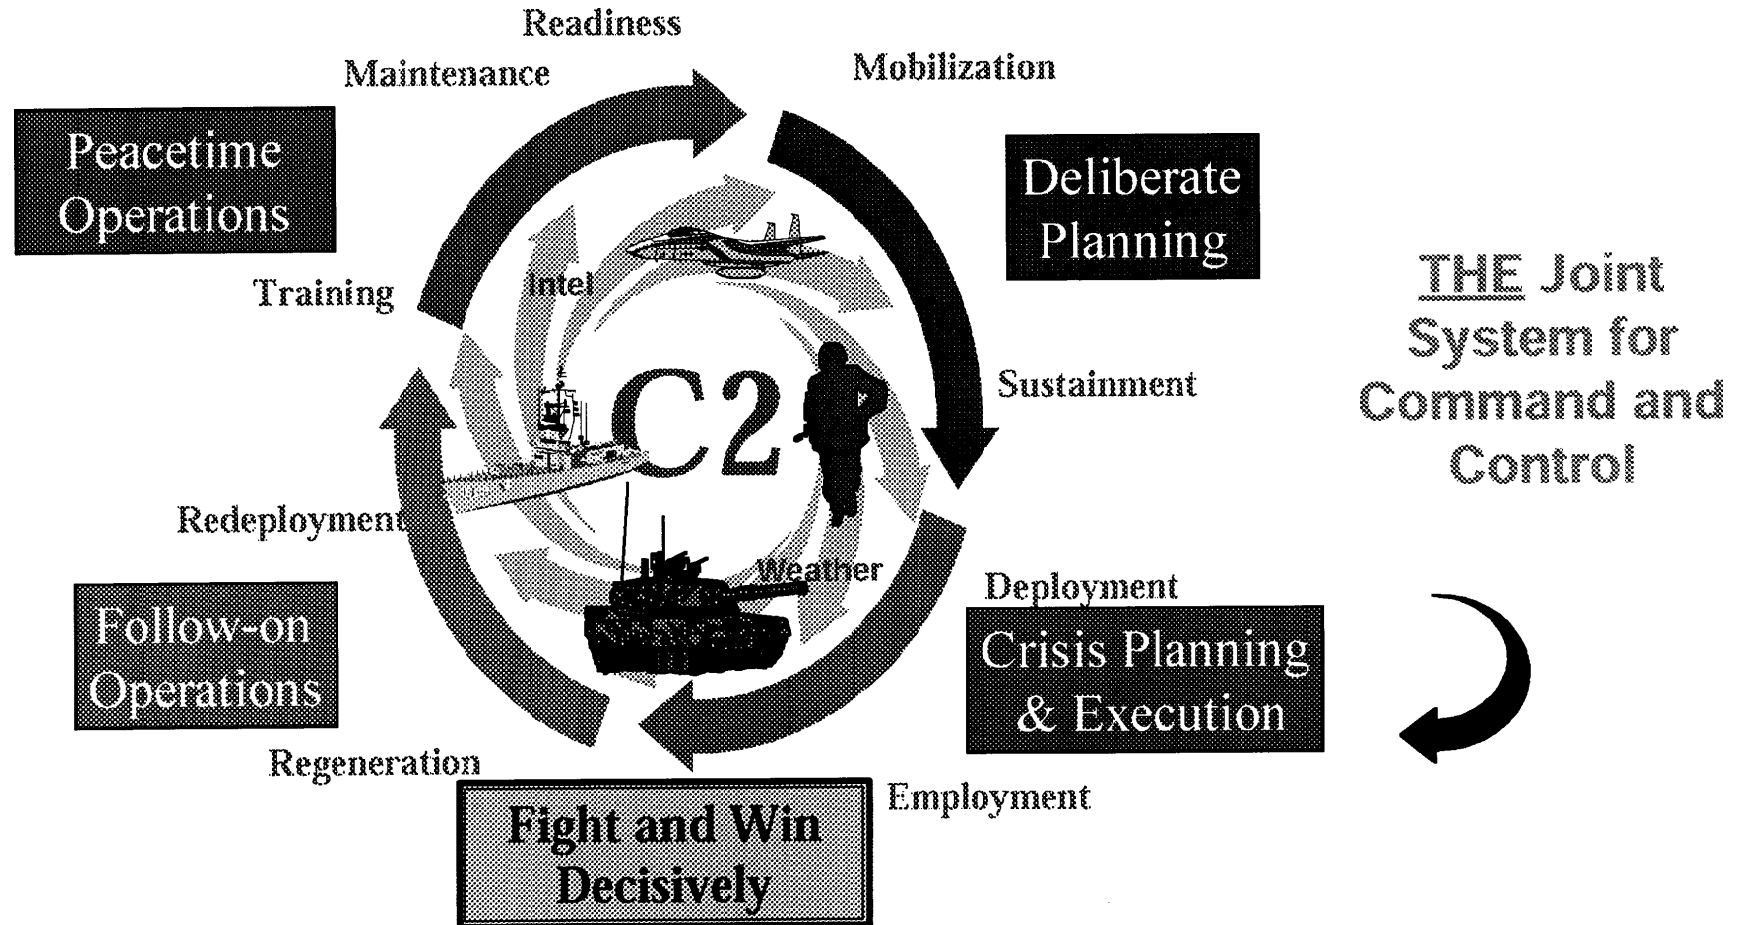 Readiness
Maintenance
Mobilization
Peacetime
Operations
Deliberate
Planning
Training
Intel
THE Joint
System for
Command and
Control
C2
Sustainment
Redeployment
Weather
Deployment
Follow-on
Operations
Crisis Planning
& Execution
Regeneration
Employment
Fight and Win
Decisively